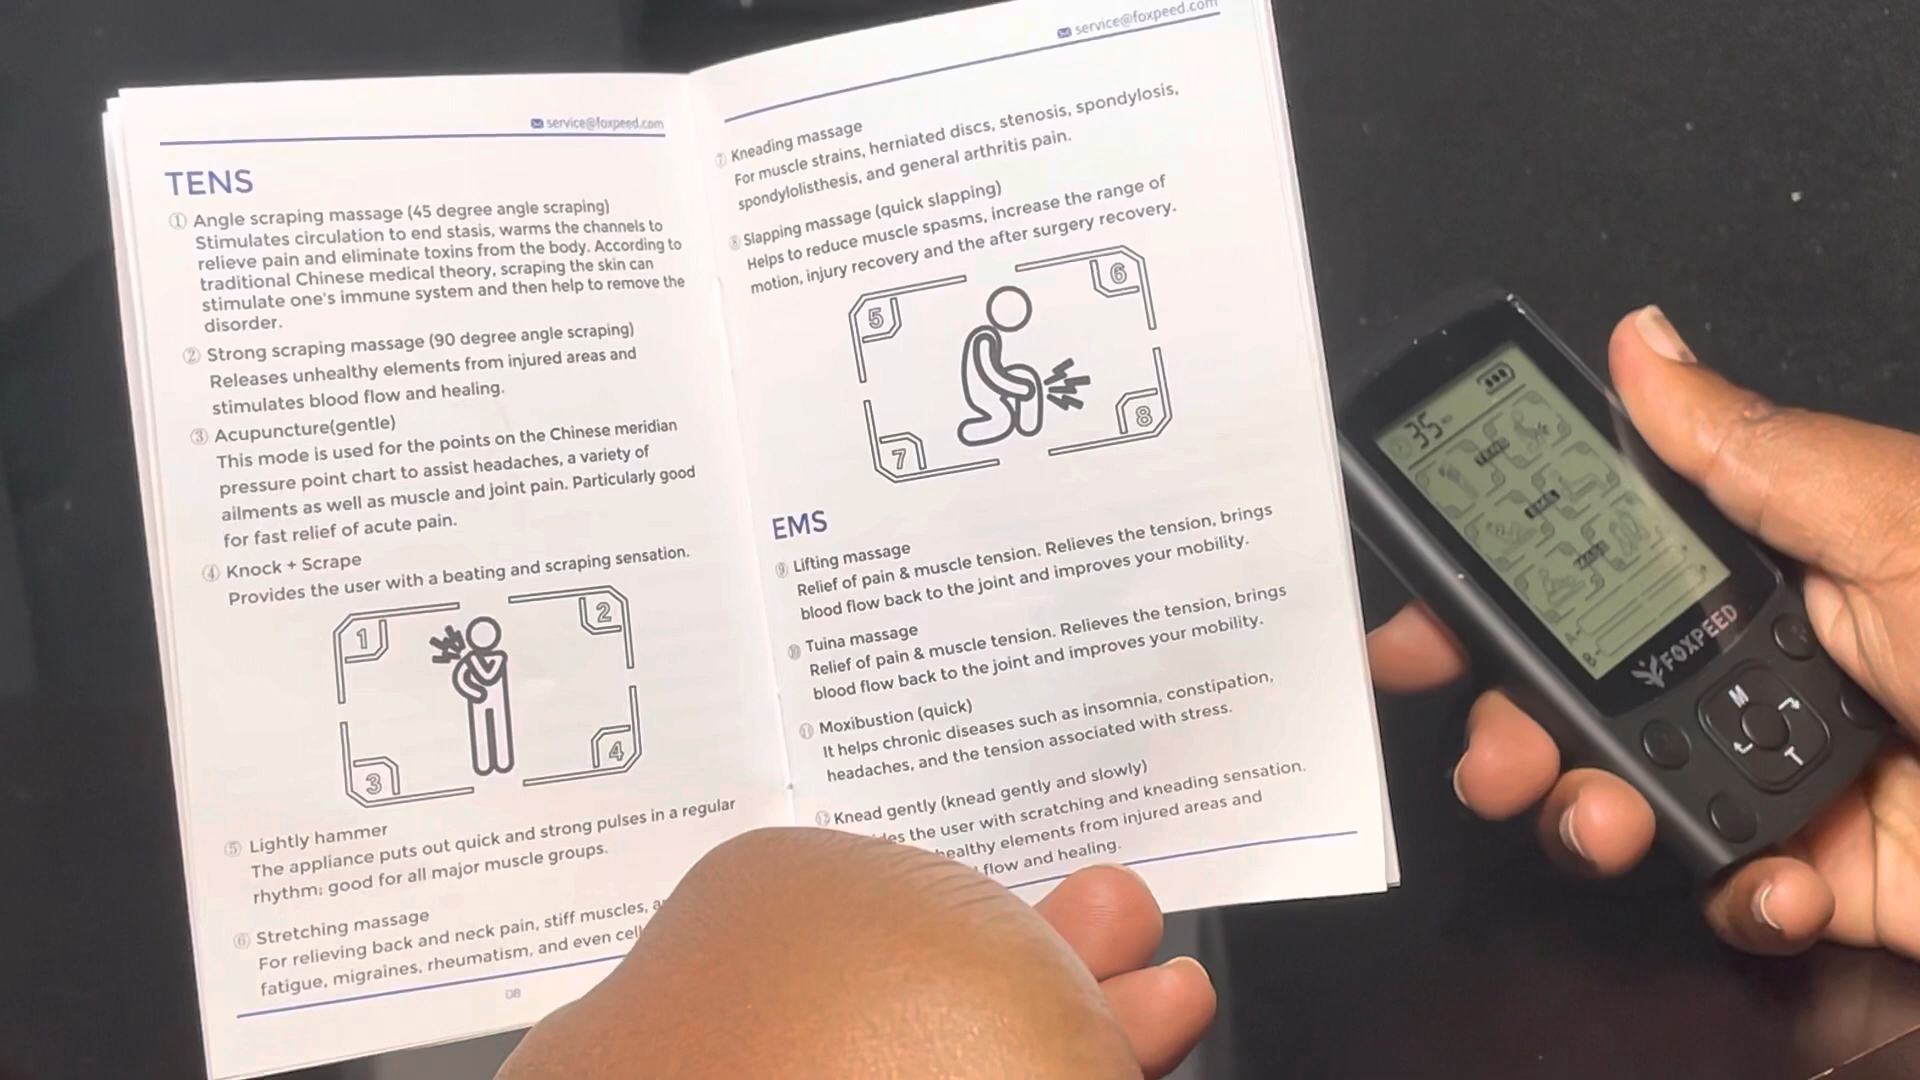 service@foxpeed.com
TENS
① Angle scraping massage (45 degree angle scraping)
Stimulates circulation to end stasis, warms the channels to
relieve pain and eliminate toxins from the body. According to
traditional Chinese medical theory, scraping the skin can
stimulate one's immune system and then help to remove the
disorder.
② Strong scraping massage (90 degree angle scraping)
Releases unhealthy elements from injured areas and
stimulates blood flow and healing.
③ Acupuncture(gentle)
This mode is used for the points on the Chinese meridian
pressure point chart to assist headaches, a variety of
ailments as well as muscle and joint pain. Particularly good
for fast relief of acute pain.
④ Knock + Scrape
Provides the user with a beating and scraping sensation.
1
2
3
4
⑤ Lightly hammer
The appliance puts out quick and strong pulses in a regular
rhythm; good for all major muscle groups.
⑥ Stretching massage
For relieving back and neck pain, stiff muscles,
fatigue, migraines, rheumatism, and even
08
service@foxpeed.com
⑦ Kneading massage
For muscle strains, herniated discs, stenosis, spondylosis,
spondylolisthesis, and general arthritis pain.
⑧ Slapping massage (quick slapping)
Helps to reduce muscle spasms, increase the range of
motion, injury recovery and the after surgery recovery.
5
6
7
8
EMS
⑨ Lifting massage
Relief of pain & muscle tension. Relieves the tension, brings
blood flow back to the joint and improves your mobility.
⑩ Tuina massage
Relief of pain & muscle tension. Relieves the tension, brings
blood flow back to the joint and improves your mobility.
⑪ Moxibustion (quick)
It helps chronic diseases such as insomnia, constipation,
headaches, and the tension associated with stress.
⑫ Knead gently (knead gently and slowly)
the user with scratching and kneading sensation.
elements from injured areas and
flow and healing.
35
TENS
EMS
FOXPEED
M
T